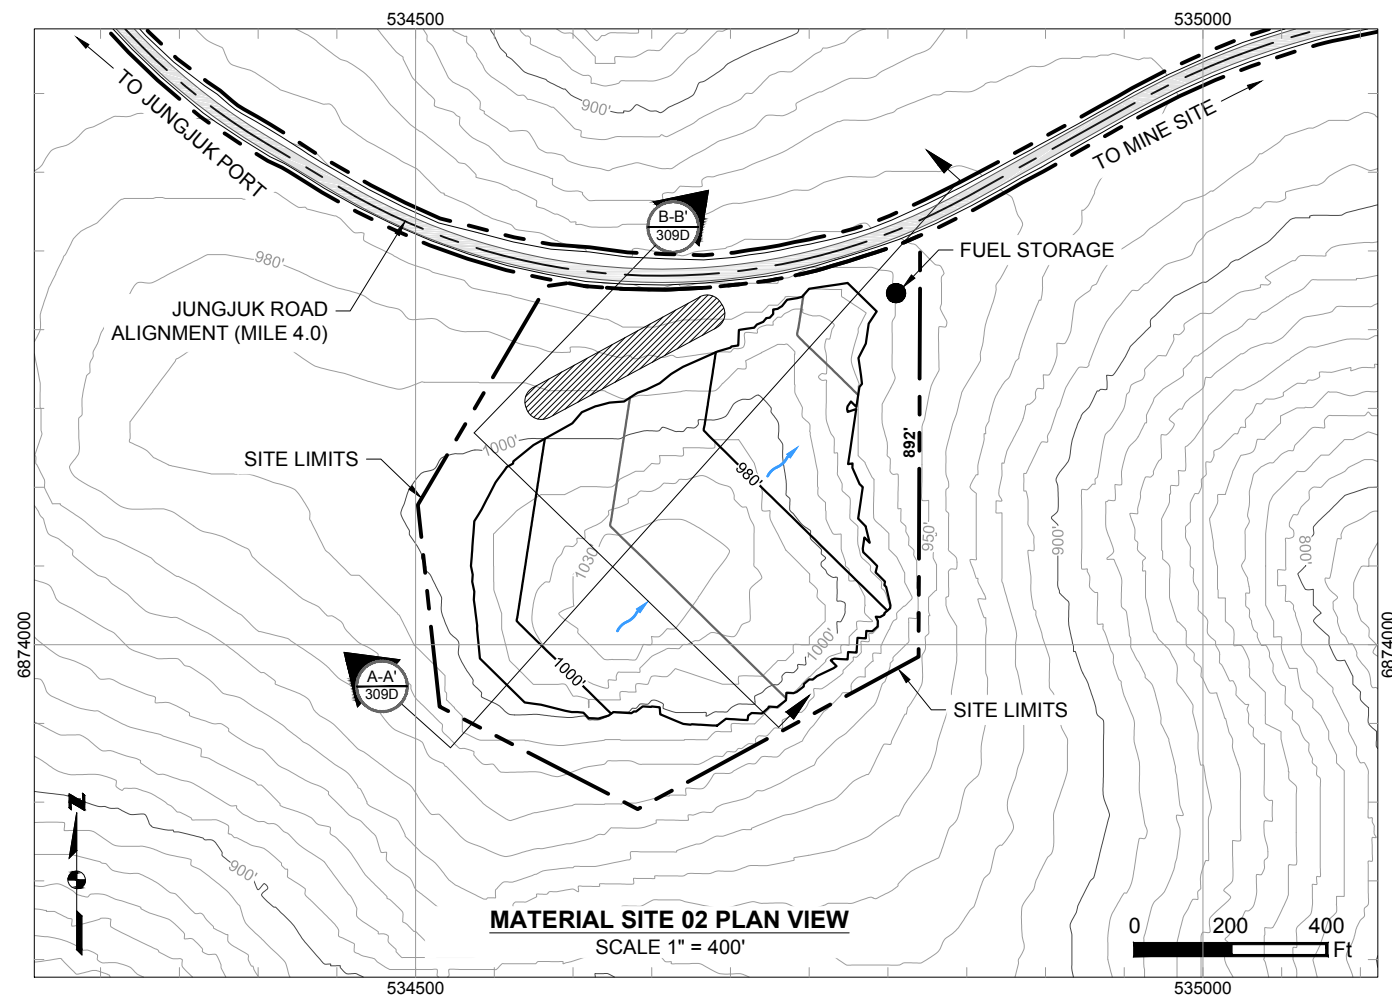 534500
535000
TO JUNGJUK PORT
900'
TO MINE SITE
B-B'
309D
FUEL STORAGE
980'
JUNGJUK ROAD
ALIGNMENT (MILE 4.0)
SITE LIMITS
1000'
892'
980'
950'
900'
800'
1030'
6874000
6874000
1000'
1000'
A-A'
309D
SITE LIMITS
N
900'
MATERIAL SITE 02 PLAN VIEW
SCALE 1" = 400'
0 200 400
Ft
534500
535000